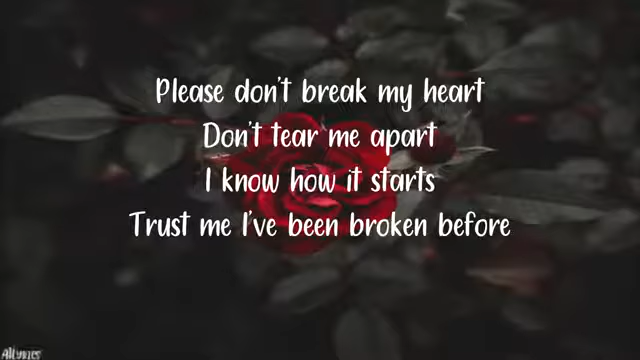 Please don't break my heart
Don't tear me apart
I know how it starts
Trust me I've been broken before